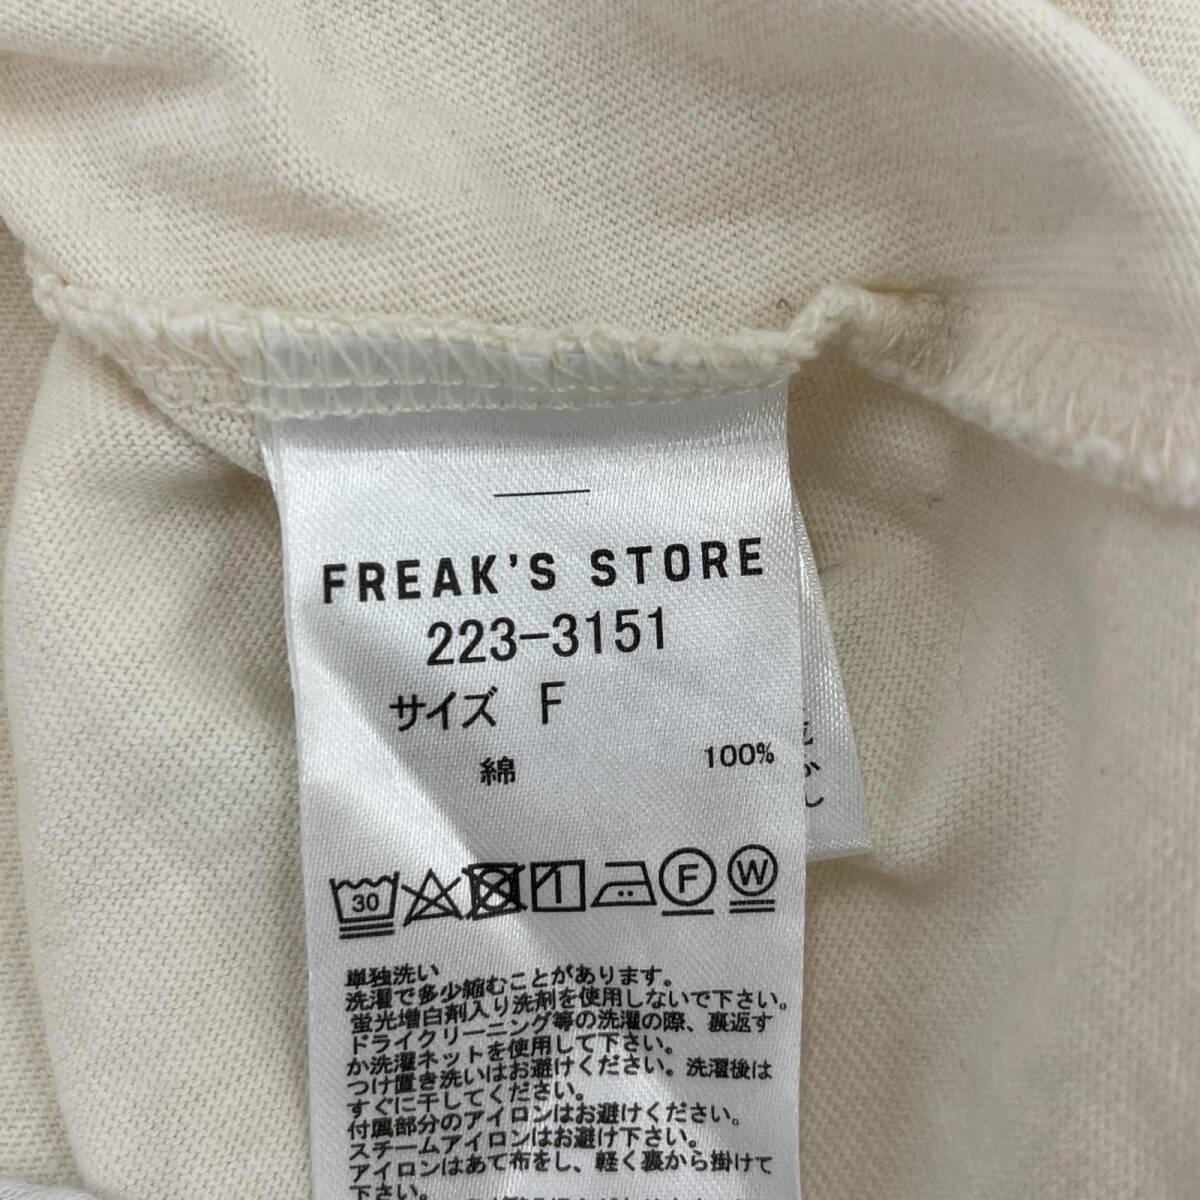 FREAK'S STORE
223-3151
サイズ F
綿 100%
30
F
W
単独洗い
洗濯で多少縮むことがあります。
蛍光増白剤入り洗剤を使用しないで下さい。
ドライクリーニング等の洗濯の際、裏返す
か洗濯ネットを使用して下さい。
つけ置き洗いはお避けください。洗濯後は
すぐに干してください。
付属部分のアイロンはお避けください。
スチームアイロンはお避け下さい。
アイロンはあて布をし、軽く裏から掛けて
下さい。
か
し